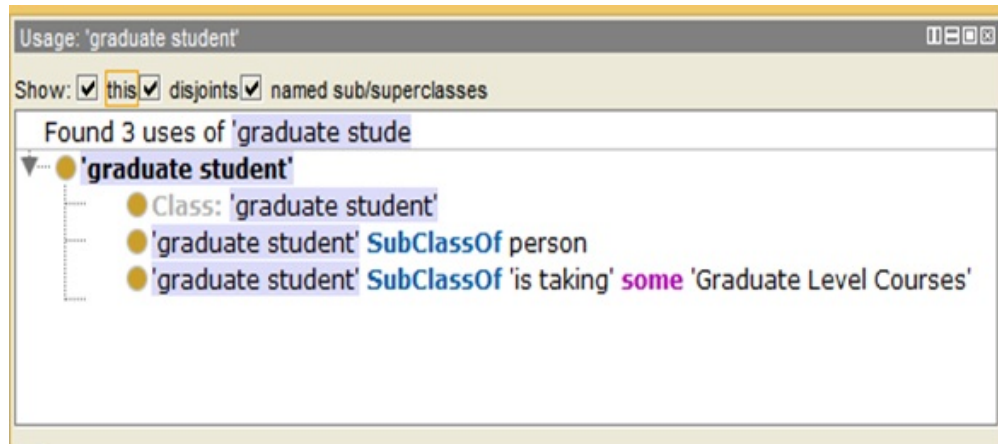 Usage: 'graduate student'
Show: this disjoints named sub/superclasses
Found 3 uses of 'graduate stude
'graduate student'
Class: 'graduate student'
'graduate student' SubClassOf person
'graduate student' SubClassOf 'is taking' some 'Graduate Level Courses'